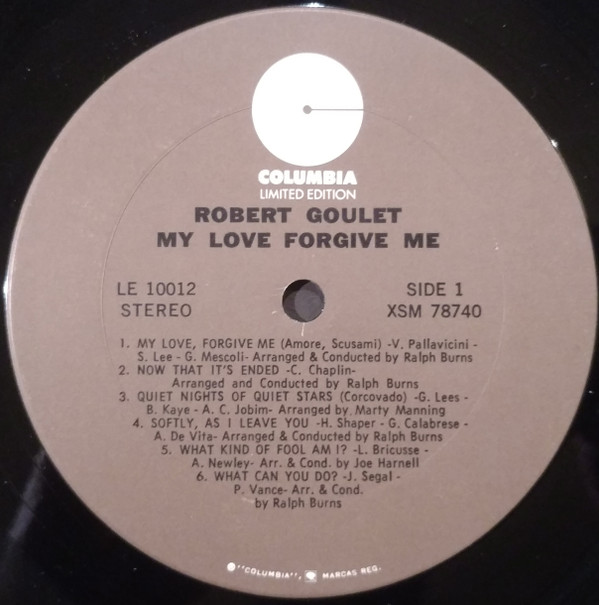 COLUMBIA
LIMITED EDITION
ROBERT GOULET
MY LOVE FORGIVE ME
LE 10012
STEREO
SIDE 1
XSM 78740
1. MY LOVE, FORGIVE ME (Amore, Scusami) -V. Pallavicini -
S. Lee - G. Mescoli- Arranged & Conducted by Ralph Burns
2. NOW THAT IT'S ENDED -C. Chaplin-
Arranged and Conducted by Ralph Burns
3. QUIET NIGHTS OF QUIET STARS (Corcovado) -G. Lees -
B. Kaye - A. C. Jobim- Arranged by Marty Manning
4. SOFTLY, AS I LEAVE YOU -H. Shaper - G. Calabrese -
A. De Vita- Arranged & Conducted by Ralph Burns
5. WHAT KIND OF FOOL AM I? -L. Bricusse -
A. Newley- Arr. & Cond. by Joe Harnell
6. WHAT CAN YOU DO? -J. Segal -
P. Vance- Arr. & Cond.
by Ralph Burns
"COLUMBIA", MARCAS REG.